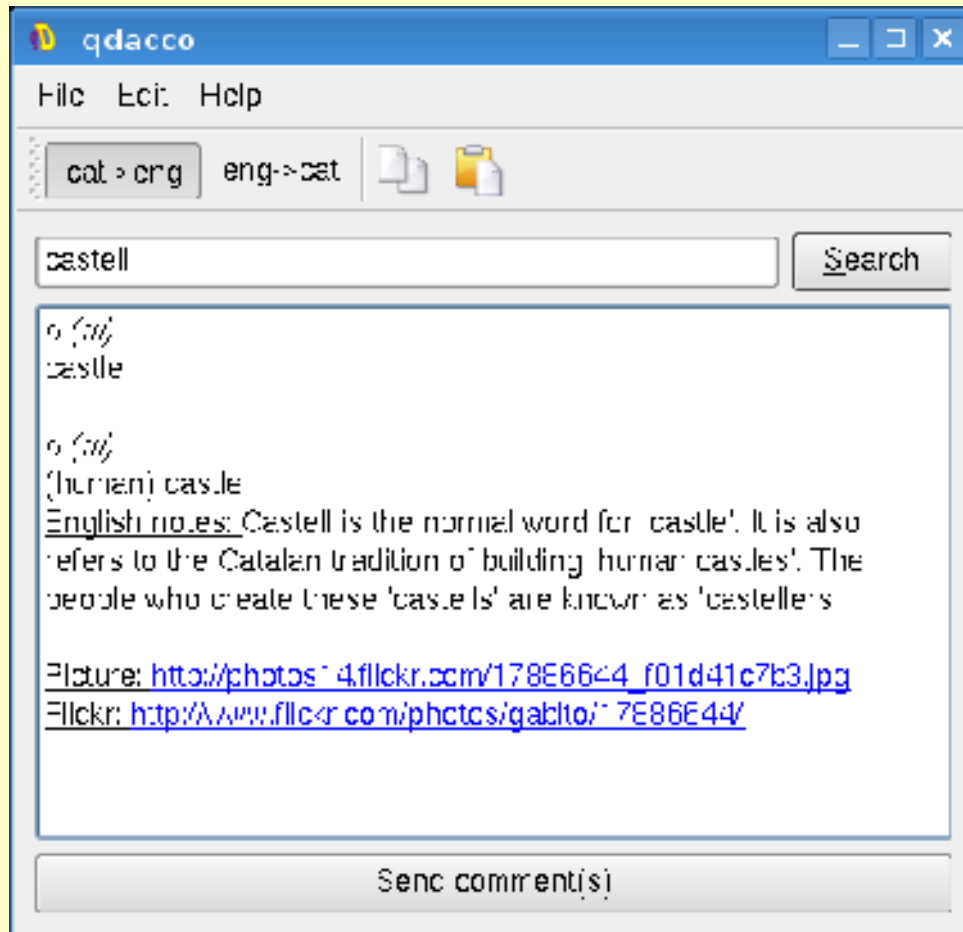 qdacco
File Edit Help
cat->eng eng->cat
castell Search
n (m)
castle
n (m)
(human) castle
English notes: Castell is the normal word for 'castle'. It is also
refers to the Catalan tradition of building 'human castles'. The
people who create these 'castells' are known as 'castellers'
Picture: http://photos14.flickr.com/17886644_f01d41c7b3.jpg
Flickr: http://www.flickr.com/photos/gabito/17886644/
Send comment(s)